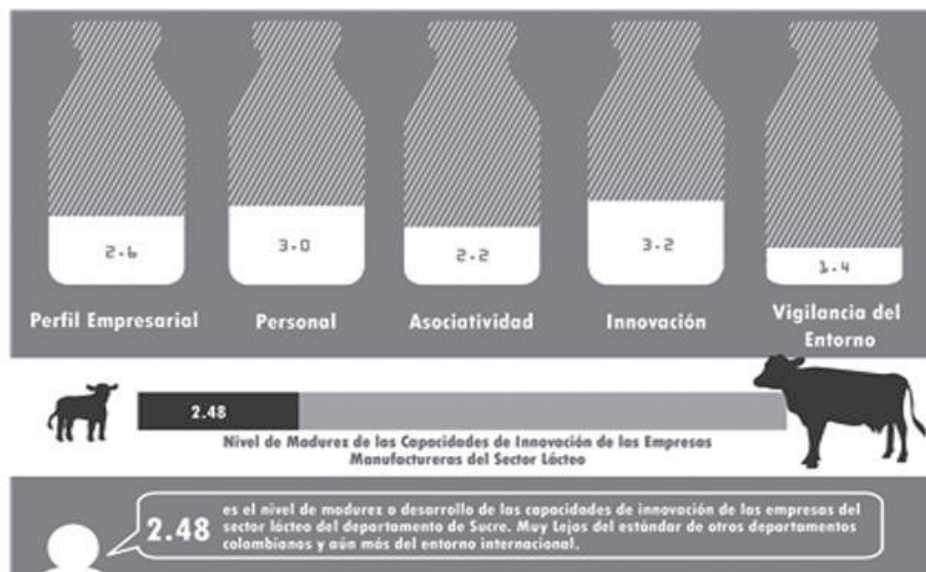 2.6
3.0
2.2
3.2
1.4
Perfil Empresarial
Personal
Asociatividad
Innovación
Vigilancia del
Entorno
2.48
Nivel de Madurez de las Capacidades de Innovación de las Empresas
Manufactureras del Sector Lácteo
2.48
es el nivel de madurez o desarrollo de las capacidades de innovación de las empresas del
sector lácteo del departamento de Sucre. Muy Lejos del estándar de otros departamentos
colombianos y aún más del entorno internacional.